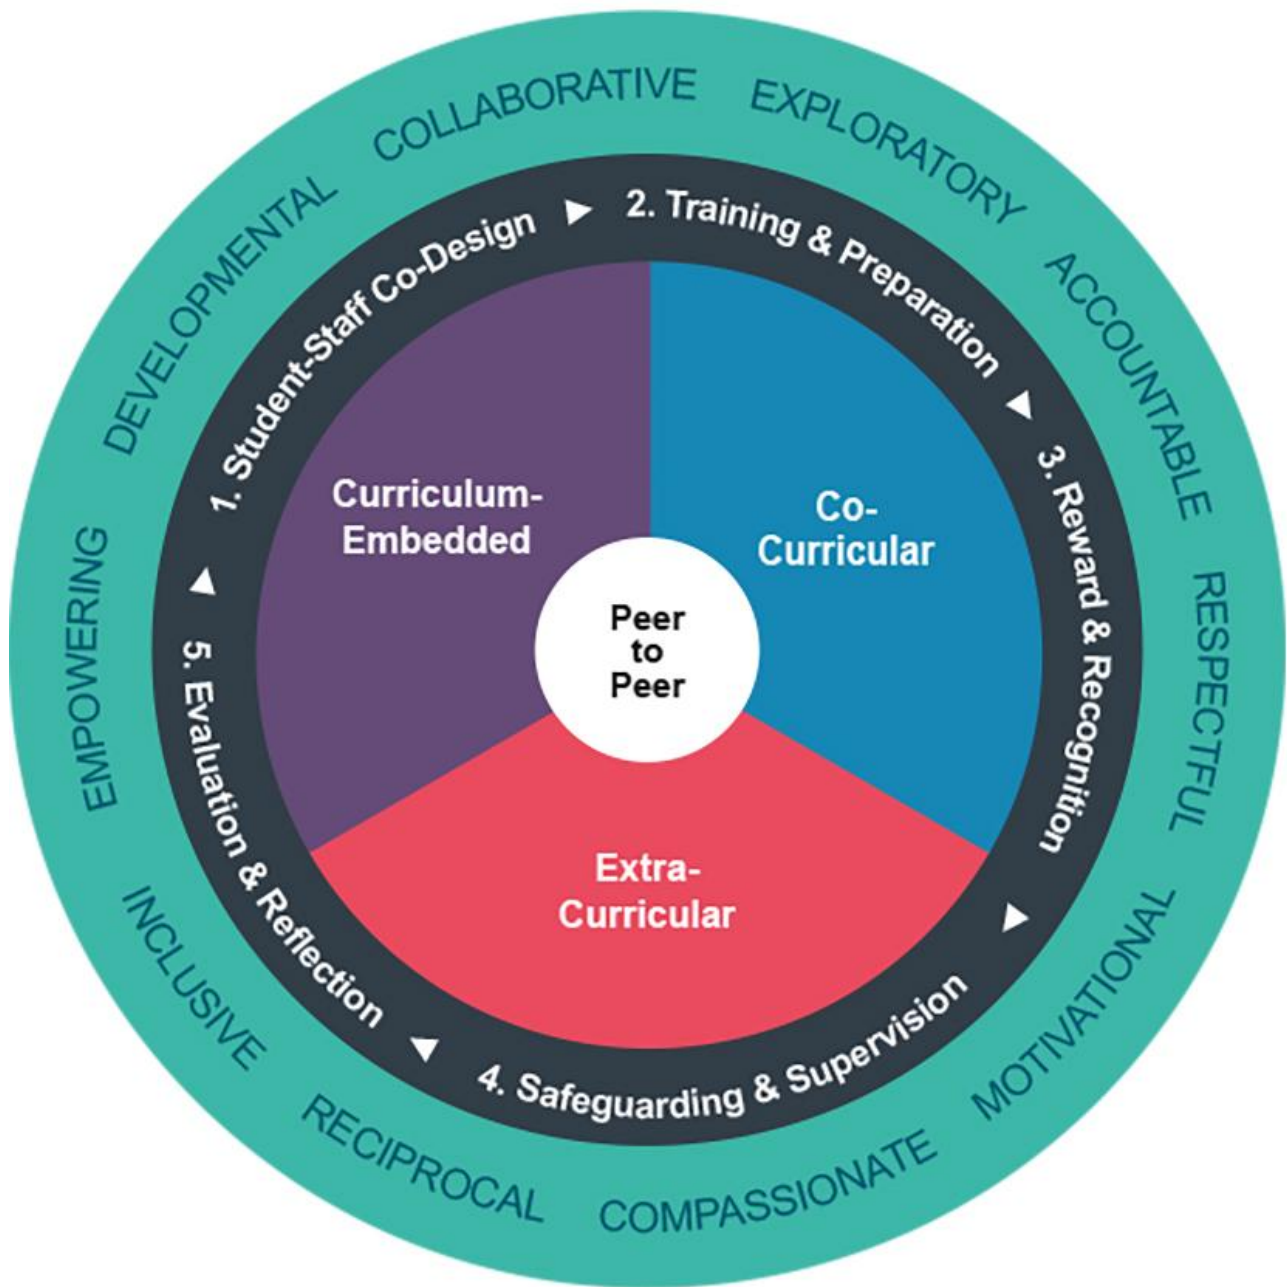 COLLABORATIVE
EXPLORATORY
ACCOUNTABLE
RESPECTFUL
MOTIVATIONAL
COMPASSIONATE
RECIPROCAL
INCLUSIVE
EMPOWERING
DEVELOPMENTAL
1. Student-Staff Co-Design
2. Training & Preparation
3. Reward & Recognition
4. Safeguarding & Supervision
5. Evaluation & Reflection
Curriculum-
Embedded
Co-
Curricular
Extra-
Curricular
Peer
to
Peer